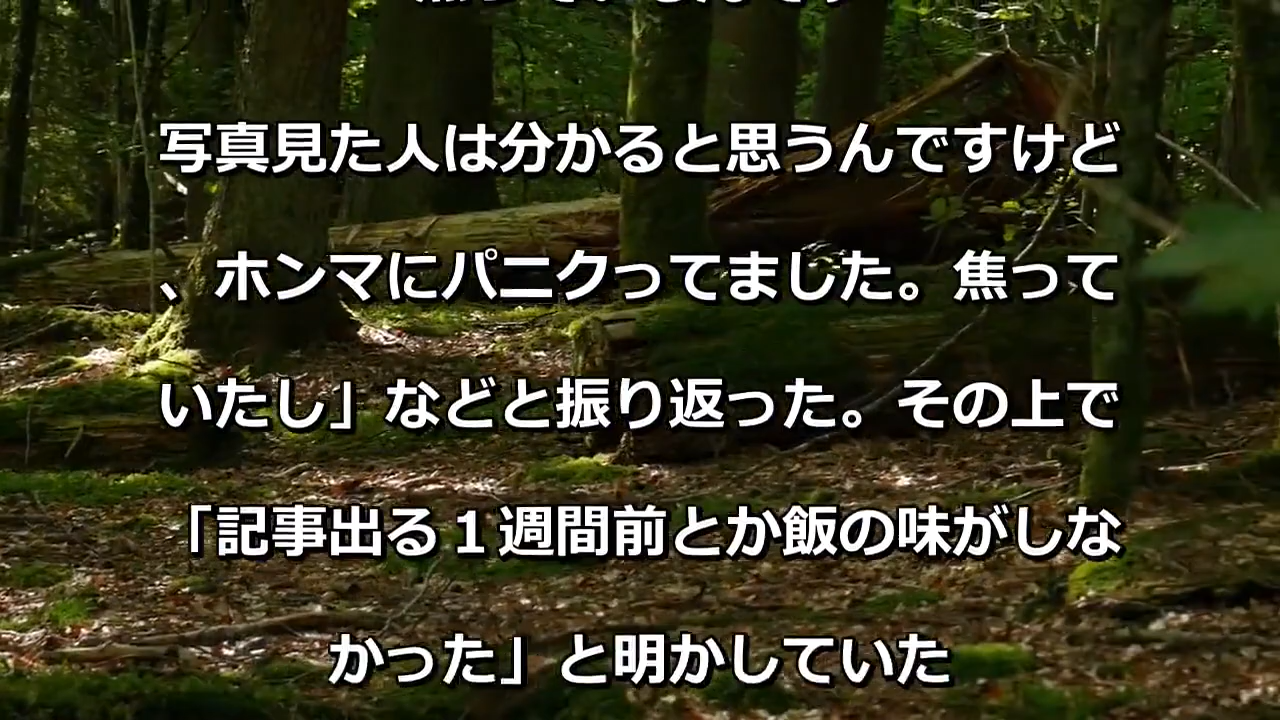 写真見た人は分かると思うんですけど
、ホンマにパニクってました。焦って
いたし」などと振り返った。その上で
「記事出る１週間前とか飯の味がしな
かった」と明かしていた